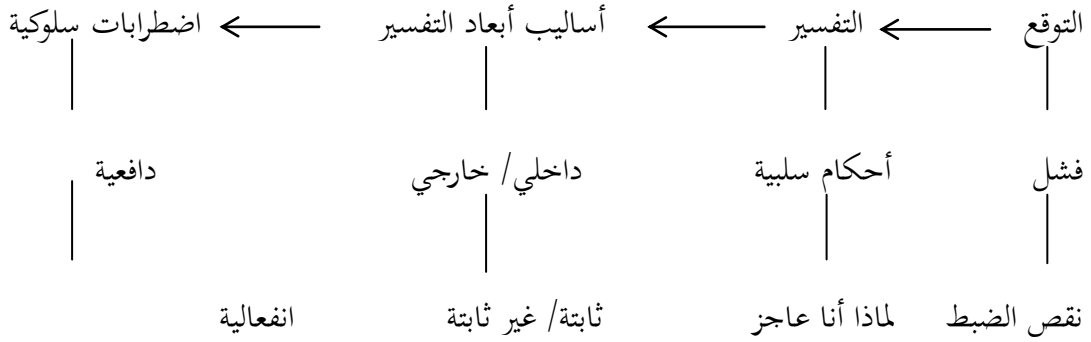 التوقع التفسير أساليب أبعاد التفسير اضطرابات سلوكية
فشل أحكام سلبية داخلي/ خارجي دافعية
نقص الضبط لماذا أنا عاجز ثابتة/ غير ثابتة انفعالية